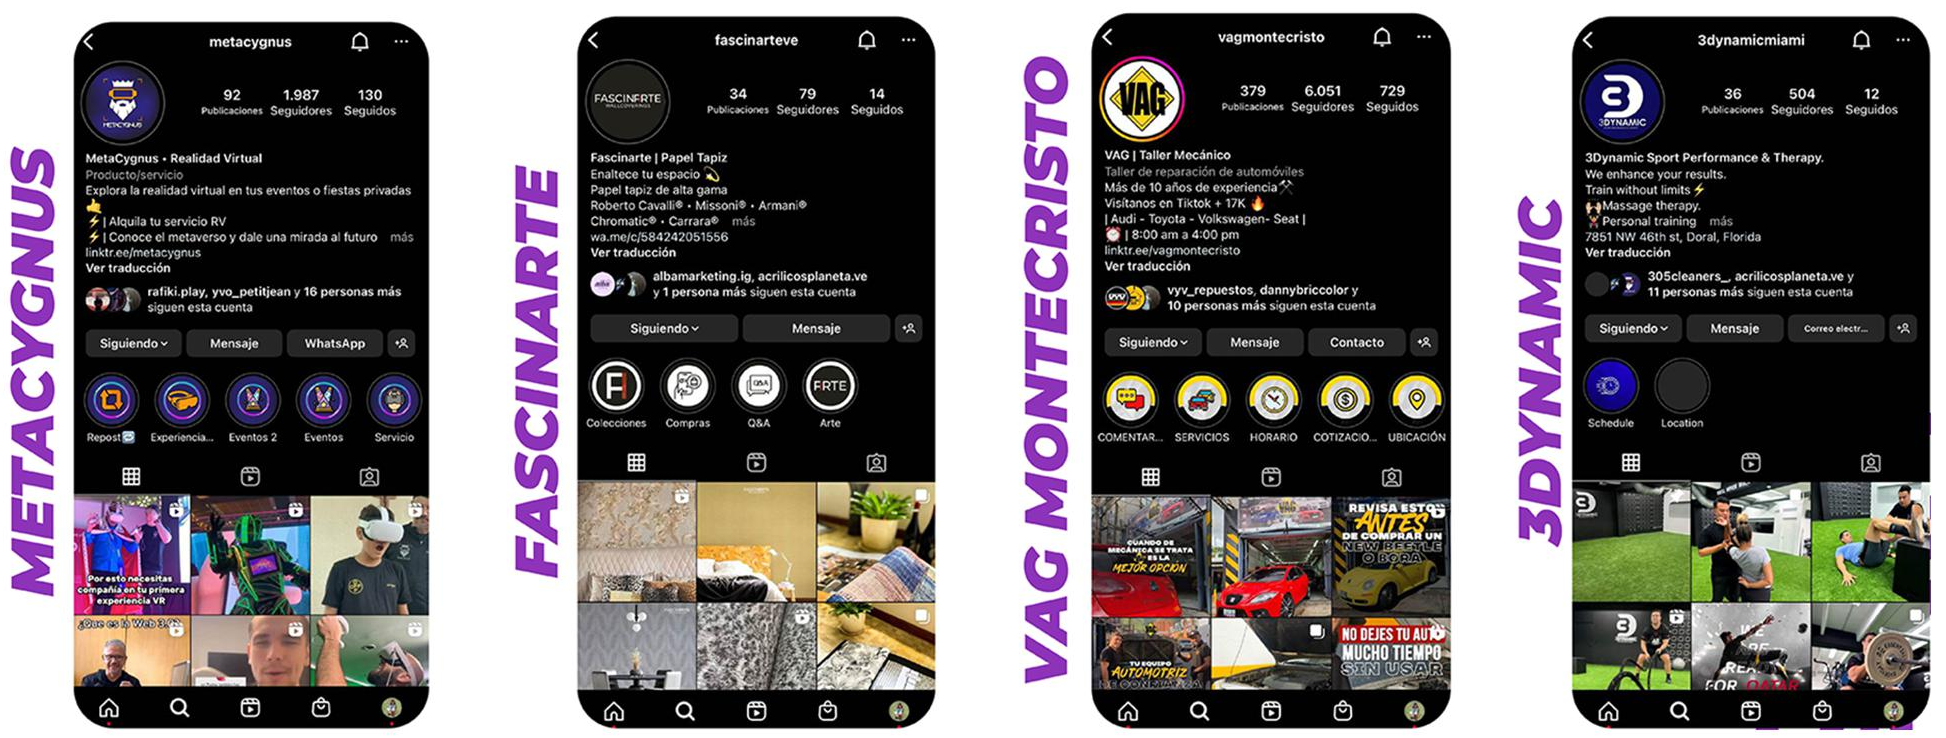 METACYGNUS
metacygnus
METACYGNUS
92
1.987
130
Publicaciones
Seguidores
Seguidos
MetaCygnus • Realidad Virtual
Producto/servicio
Explora la realidad virtual en tus eventos o fiestas privadas
🤙
⚡| Alquila tu servicio RV
⚡| Conoce el metaverso y dale una mirada al futuro más
linktr.ee/metacygnus
Ver traducción
rafiki.play, yvo_petitjean y 16 personas más
siguen esta cuenta
Siguiendo
Mensaje
WhatsApp
Repost🔁
Experiencia...
Eventos 2
Eventos
Servicio
Por esto necesitas
compañia en tu primera
experiencia VR
¿Que es la Web 3.0?
FASCINARTE
fascinarteve
FASCINARTE
WALLCOVERINGS
34
79
14
Publicaciones
Seguidores
Seguidos
Fascinarte | Papel Tapiz
Enaltece tu espacio 💫
Papel tapiz de alta gama
Roberto Cavalli® • Missoni® • Armani®
Chromatic® • Carrara® más
wa.me/c/584242051556
Ver traducción
albamarketing.ig, acrilicosplaneta.ve
y 1 persona más siguen esta cuenta
Siguiendo
Mensaje
Q&A
ARTE
Colecciones
Compras
Q&A
Arte
VAG MONTECRISTO
vagmontecristo
VAG
379
6.051
729
Publicaciones
Seguidores
Seguidos
VAG | Taller Mecánico
Taller de reparación de automóviles
Más de 10 años de experiencia⚒
Visítanos en Tiktok + 17K 🔥
| Audi - Toyota - Volkswagen- Seat |
⏰ | 8:00 am a 4:00 pm
linktr.ee/vagmontecristo
Ver traducción
vyv_repuestos, dannybriccolor y
10 personas más siguen esta cuenta
Siguiendo
Mensaje
Contacto
COMENTAR...
SERVICIOS
HORARIO
COTIZACIO...
UBICACIÓN
CUANDO DE
MECÁNICA SE TRATA
ES LA
MEJOR OPCIÓN
REVISA ESTO
ANTES
DE COMPRAR UN
NEW BEETLE
O BORA
TU EQUIPO
AUTOMOTRIZ
DE CONFIANZA
NO DEJES TU AUTO
MUCHO TIEMPO
SIN USAR
3DYNAMIC
3dynamicmiami
3DYNAMIC
36
504
12
Publicaciones
Seguidores
Seguidos
3Dynamic Sport Performance & Therapy.
We enhance your results.
Train without limits⚡
Massage therapy.
Personal training más
7851 NW 46th st, Doral, Florida
Ver traducción
305cleaners_, acrilicosplaneta.ve y
11 personas más siguen esta cuenta
Siguiendo
Mensaje
Correo electr...
Schedule
Location
WE
ARE
READY
FOR QATAR